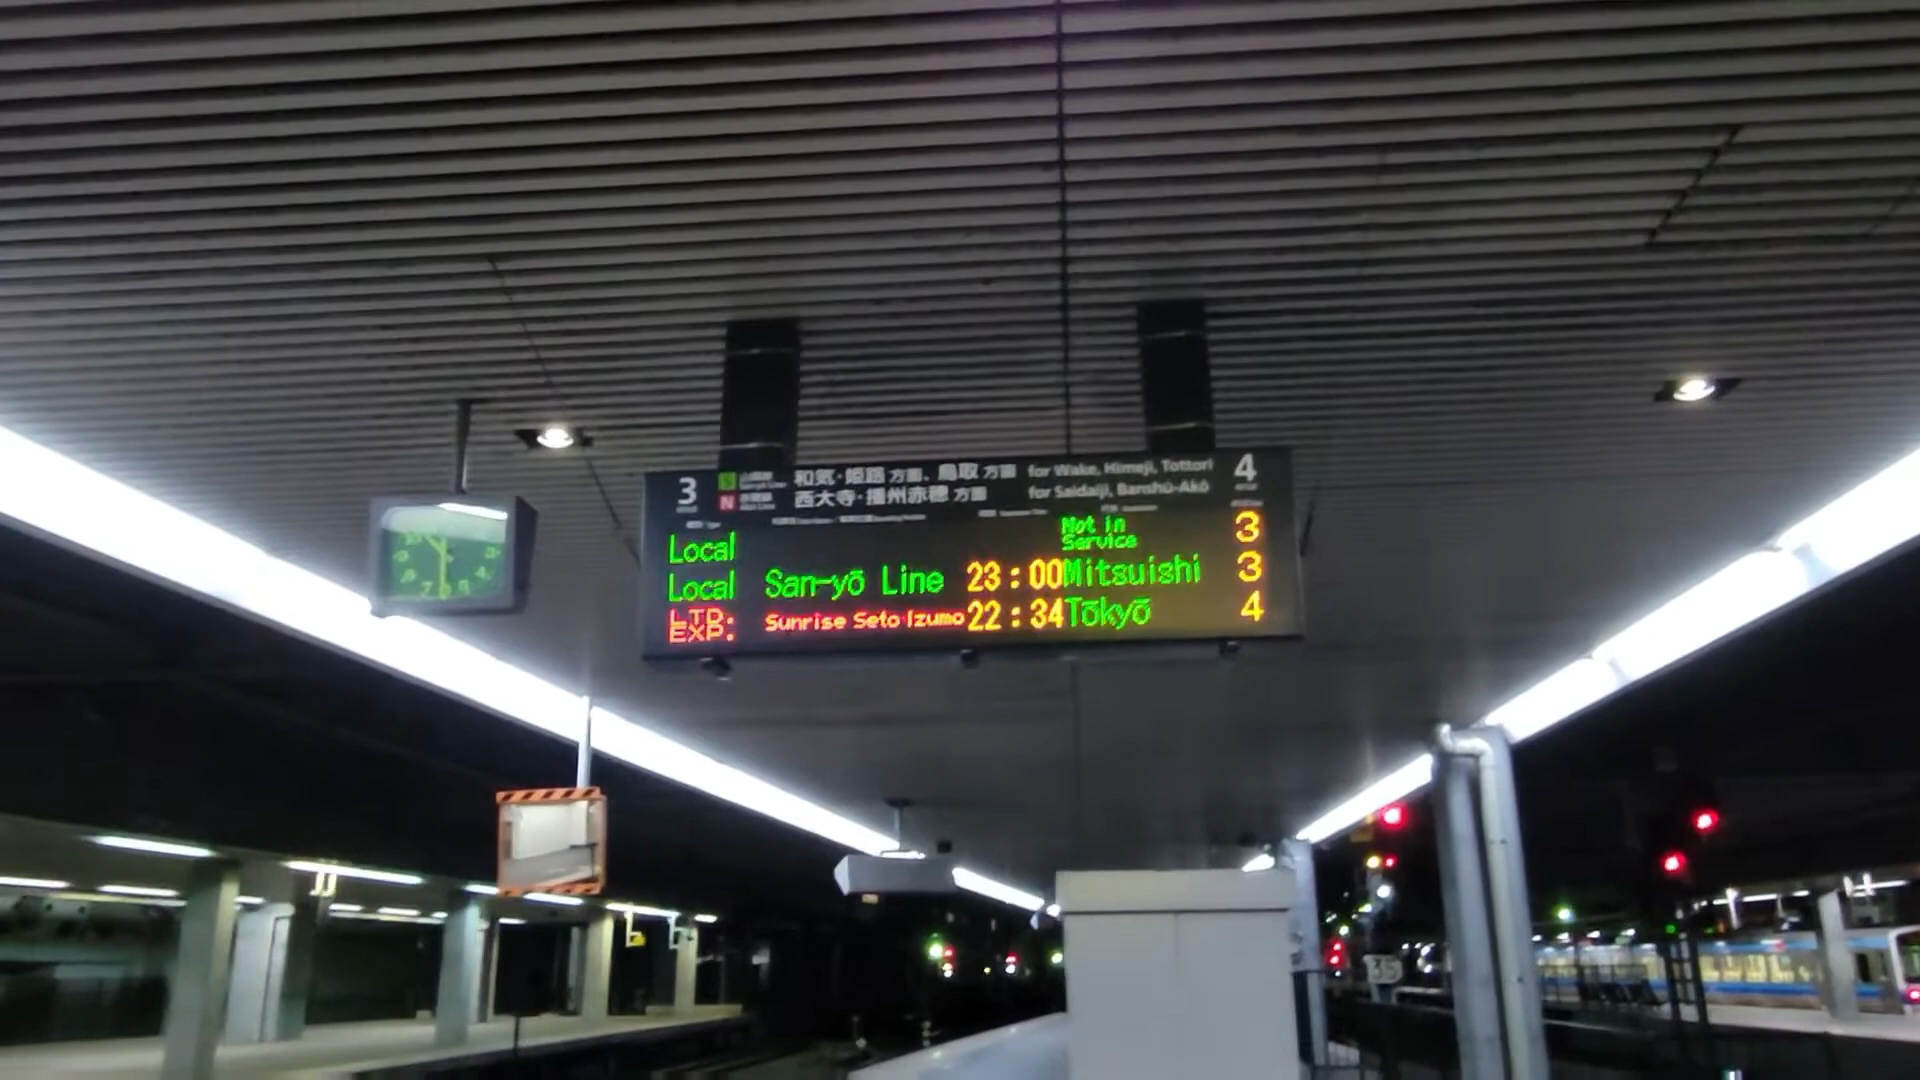 3 和気・姫路方面、鳥取方面 for Wake, Himeji, Tottori 4
N 西大寺・播州赤穂方面 for Saidaiji, Banshū-Akō
Local Not in Service 3
Local San-yō Line 23:00 Mitsuishi 3
LTD. EXP. Sunrise Seto·Izumo 22:34 Tōkyō 4
35